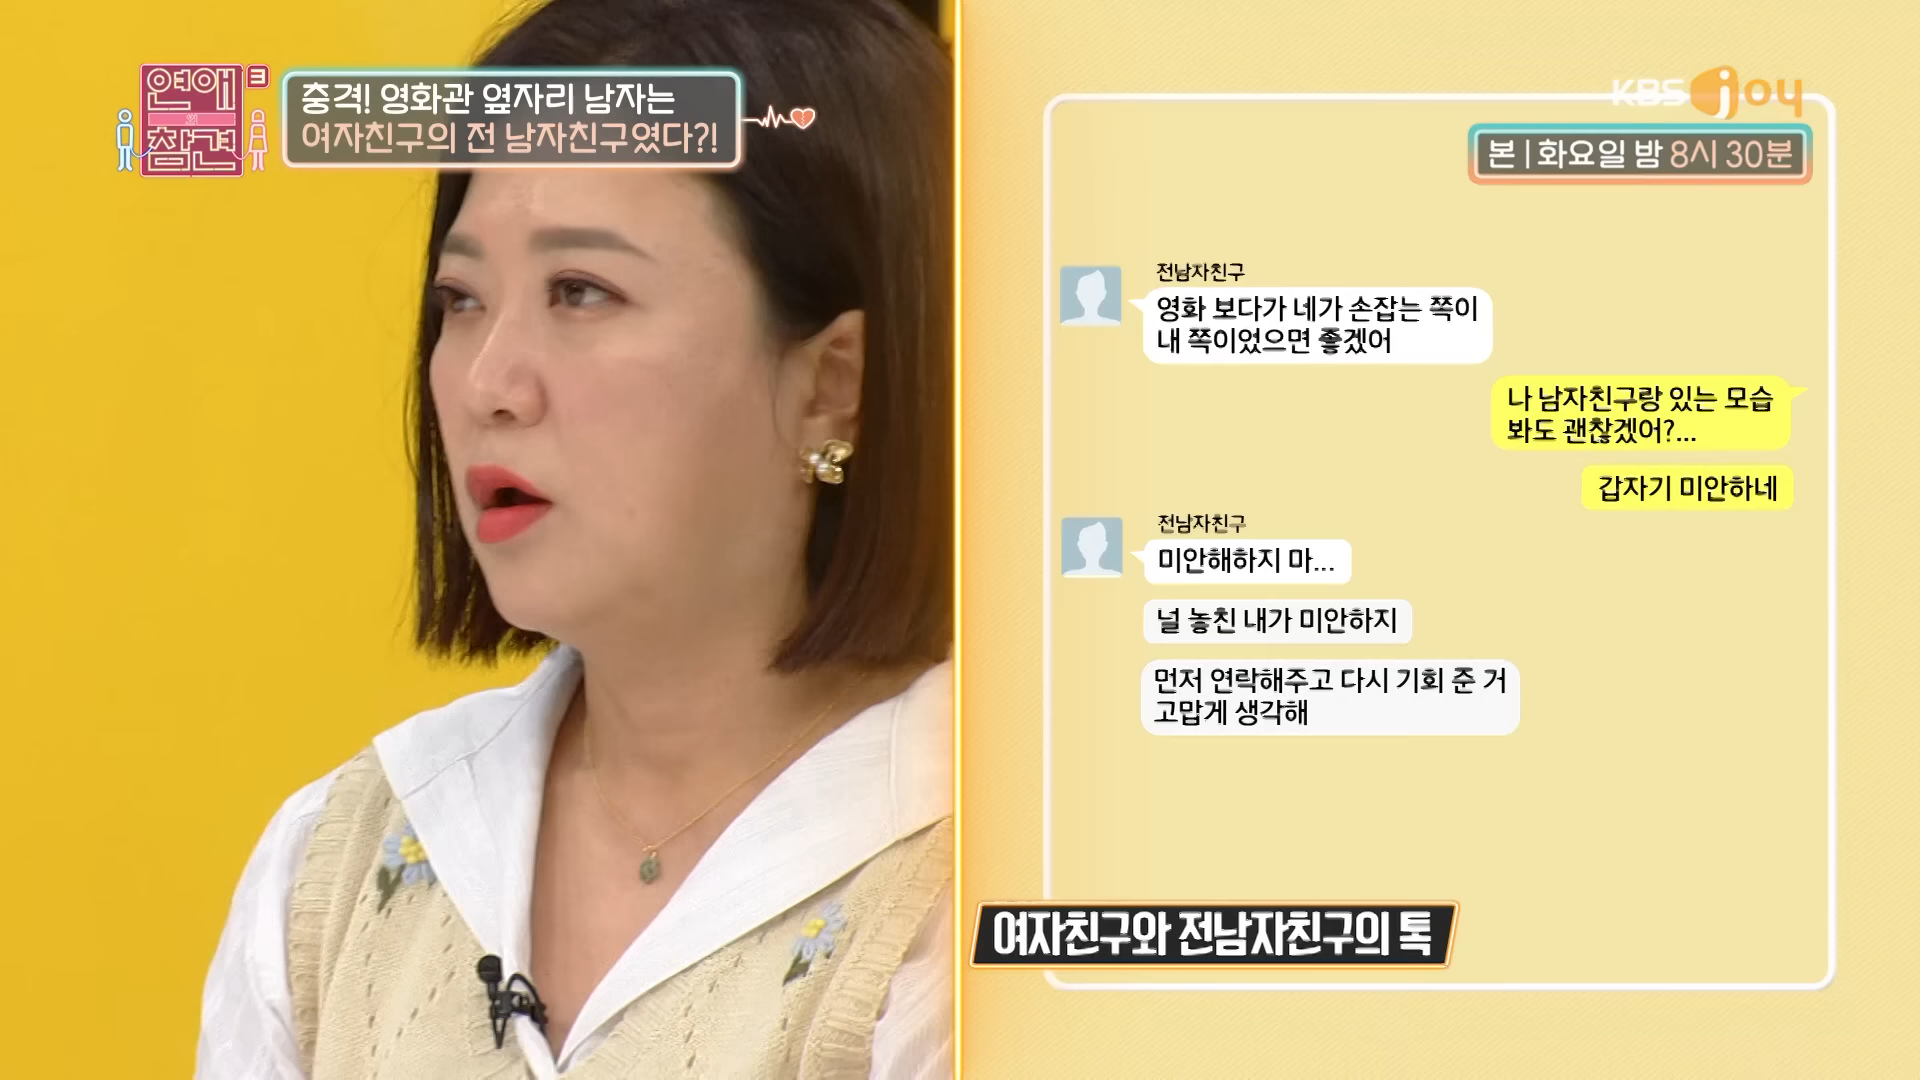 연애
의
참견
3
충격! 영화관 옆자리 남자는
여자친구의 전 남자친구였다?!
KBS joy
본 | 화요일 밤 8시 30분
전남자친구
영화 보다가 네가 손잡는 쪽이
내 쪽이었으면 좋겠어
나 남자친구랑 있는 모습
봐도 괜찮겠어?...
갑자기 미안하네
전남자친구
미안해하지 마...
널 놓친 내가 미안하지
먼저 연락해주고 다시 기회 준 거
고맙게 생각해
여자친구와 전남자친구의 톡